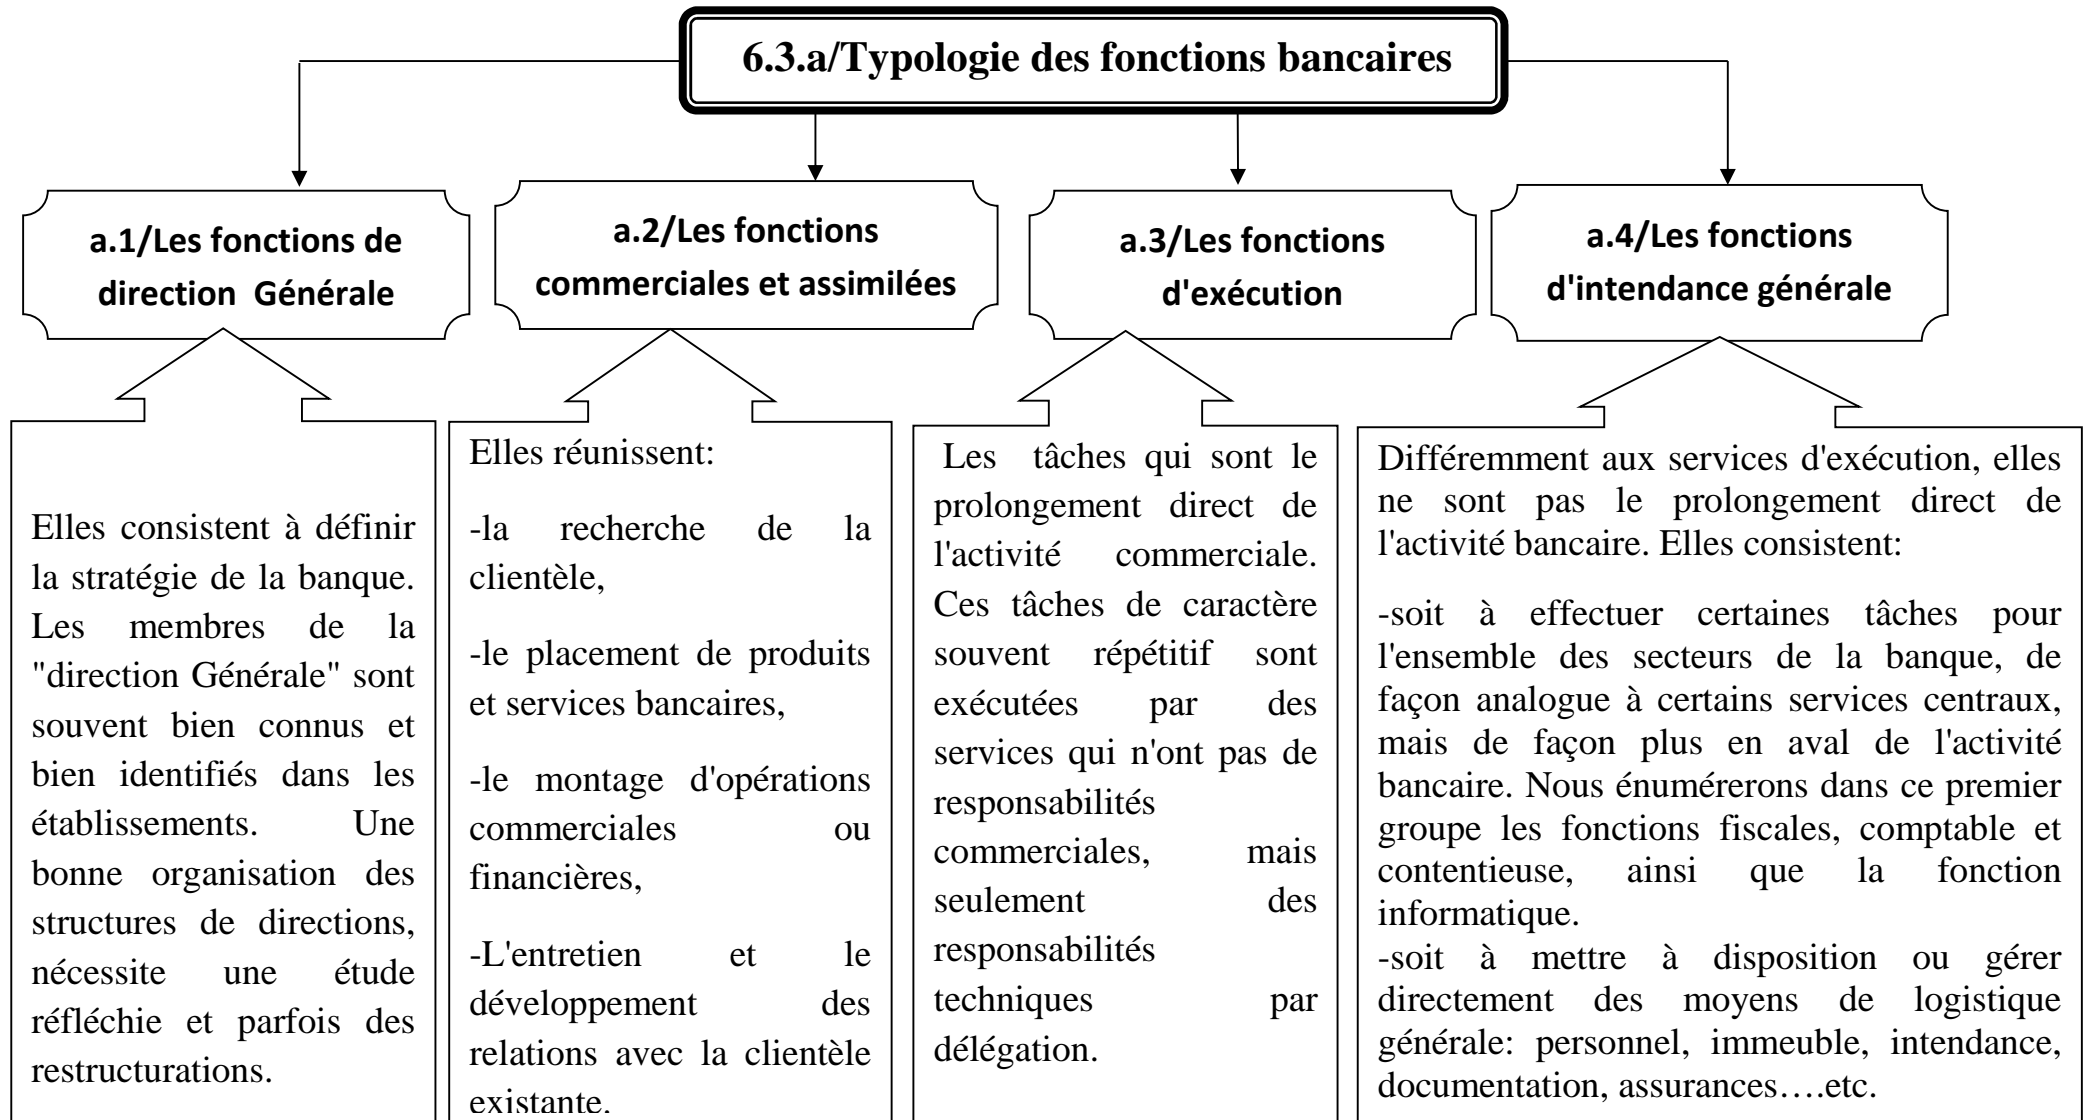 6.3.a/Typologie des fonctions bancaires
a.1/Les fonctions de
direction Générale
a.2/Les fonctions
commerciales et assimilées
a.3/Les fonctions
d'exécution
a.4/Les fonctions
d'intendance générale
Elles consistent à définir
la stratégie de la banque.
Les membres de la
"direction Générale" sont
souvent bien connus et
bien identifiés dans les
établissements. Une
bonne organisation des
structures de directions,
nécessite une étude
réfléchie et parfois des
restructurations.
Elles réunissent:
-la recherche de la
clientèle,
-le placement de produits
et services bancaires,
-le montage d'opérations
commerciales ou
financières,
-L'entretien et le
développement des
relations avec la clientèle
existante.
Les tâches qui sont le
prolongement direct de
l'activité commerciale.
Ces tâches de caractère
souvent répétitif sont
exécutées par des
services qui n'ont pas de
responsabilités
commerciales, mais
seulement des
responsabilités
techniques par
délégation.
Différemment aux services d'exécution, elles
ne sont pas le prolongement direct de
l'activité bancaire. Elles consistent:
-soit à effectuer certaines tâches pour
l'ensemble des secteurs de la banque, de
façon analogue à certains services centraux,
mais de façon plus en aval de l'activité
bancaire. Nous énumérerons dans ce premier
groupe les fonctions fiscales, comptable et
contentieuse, ainsi que la fonction
informatique.
-soit à mettre à disposition ou gérer
directement des moyens de logistique
générale: personnel, immeuble, intendance,
documentation, assurances….etc.